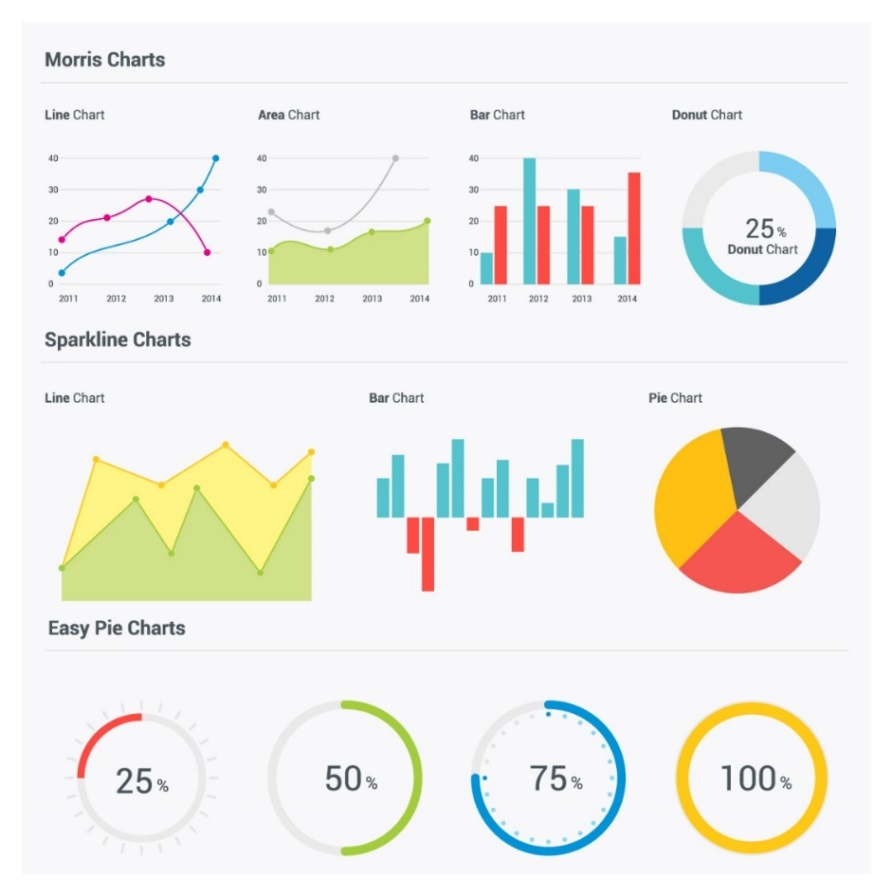 Morris Charts
Line Chart
Area Chart
Bar Chart
Donut Chart
40
30
20
10
0
2011 2012 2013 2014
40
30
20
10
0
2011 2012 2013 2014
40
30
20
10
0
2011 2012 2013 2014
25%
Donut Chart
Sparkline Charts
Line Chart
Bar Chart
Pie Chart
Easy Pie Charts
25%
50%
75%
100%